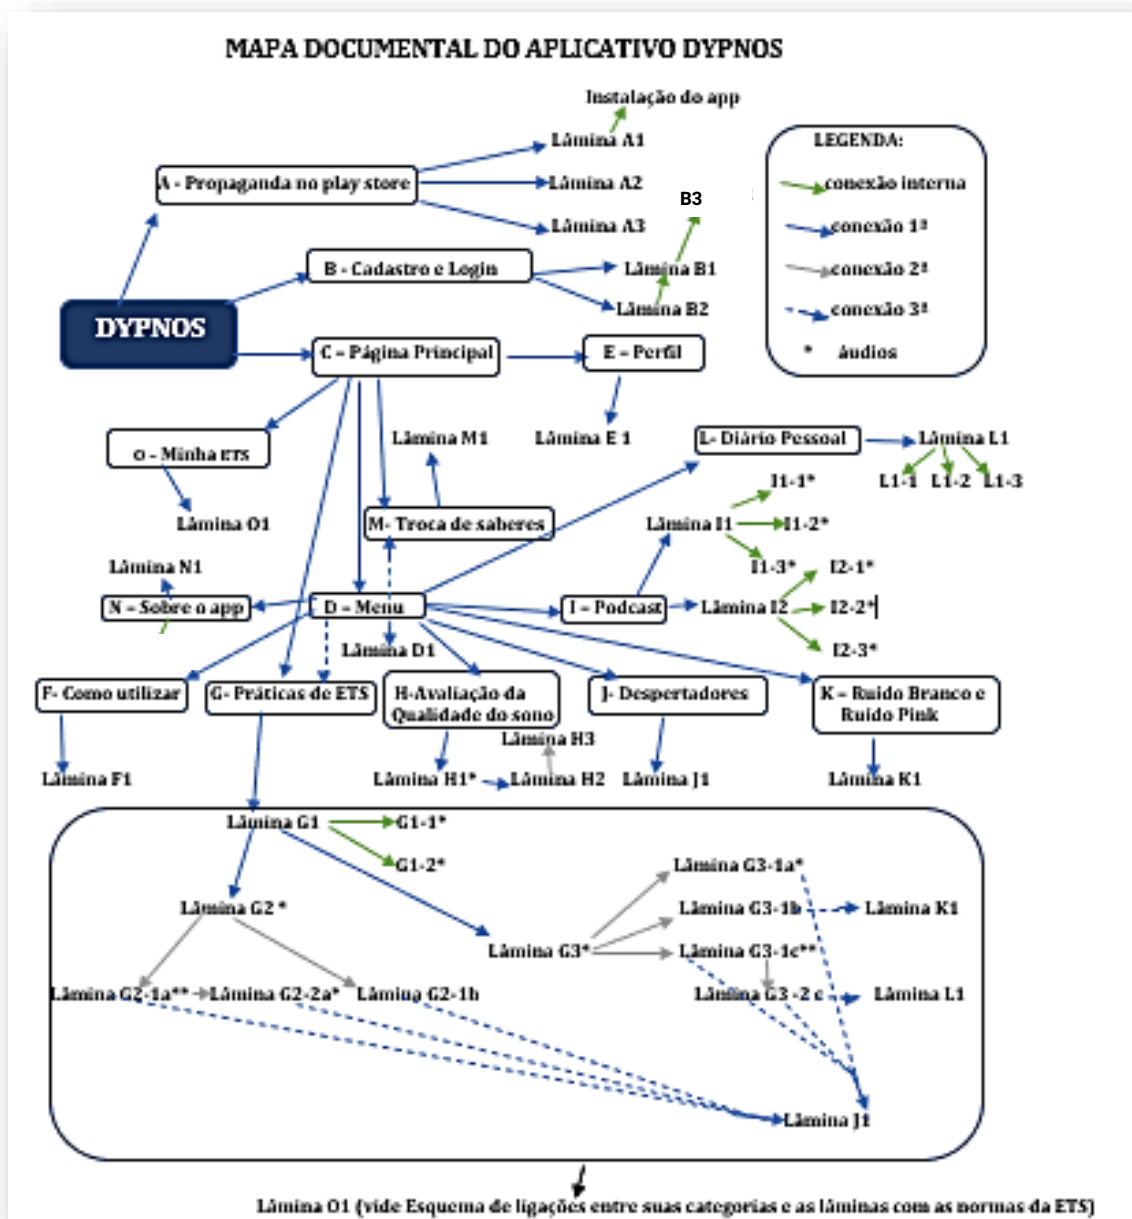 MAPA DOCUMENTAL DO APLICATIVO DYPNOS
Instalação do app
Lâmina A1
A - Propaganda no play store
Lâmina A2
Lâmina A3
LEGENDA:
conexão interna
conexão 1ª
conexão 2ª
conexão 3ª
* áudios
B3
B - Cadastro e Login
Lâmina B1
Lâmina B2
DYPNOS
C – Página Principal
E – Perfil
Lâmina M1
Lâmina E 1
L- Diário Pessoal
Lâmina L1
L1-1 L1-2 L1-3
O - Minha ETS
Lâmina O1
M- Troca de saberes
Lâmina I1
I1-1*
I1-2*
I1-3*
Lâmina N1
N – Sobre o app
D – Menu
I – Podcast
Lâmina I2
I2-1*
I2-2*
I2-3*
Lâmina D1
F- Como utilizar
G- Práticas de ETS
H-Avaliação da
Qualidade do sono
J- Despertadores
K – Ruido Branco e
Ruído Pink
Lâmina H3
Lâmina F1
Lâmina H1*
Lâmina H2
Lâmina J1
Lâmina K1
Lâmina G1
G1-1*
G1-2*
Lâmina G2 *
Lâmina G3*
Lâmina G3-1a*
Lâmina G3-1b
Lâmina K1
Lâmina G3-1c**
Lâmina G2-1a**
Lâmina G2-2a*
Lâmina G2-1b
Lâmina G3 -2 c
Lâmina L1
Lâmina J1
Lâmina O1 (vide Esquema de ligações entre suas categorias e as lâminas com as normas da ETS)